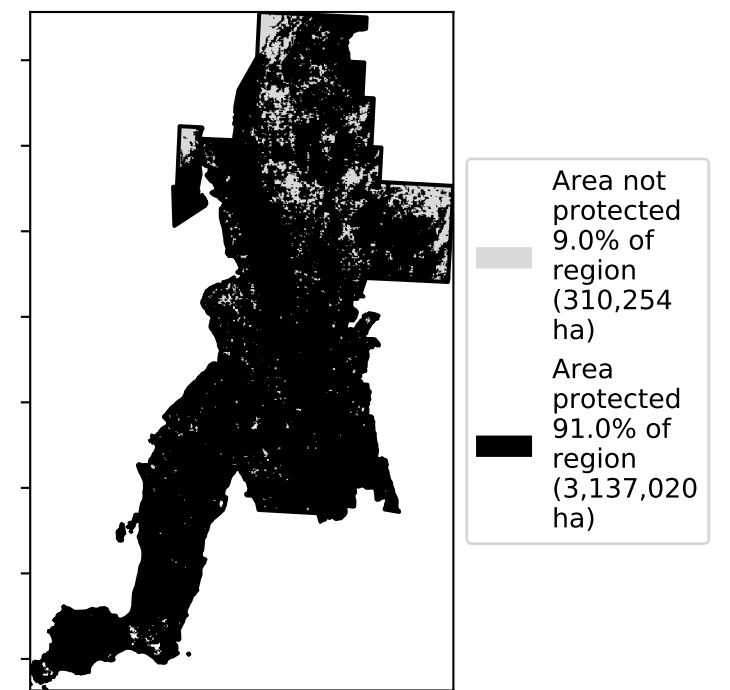 Area not
protected
9.0% of
region
(310,254
ha)
Area
protected
91.0% of
region
(3,137,020
ha)